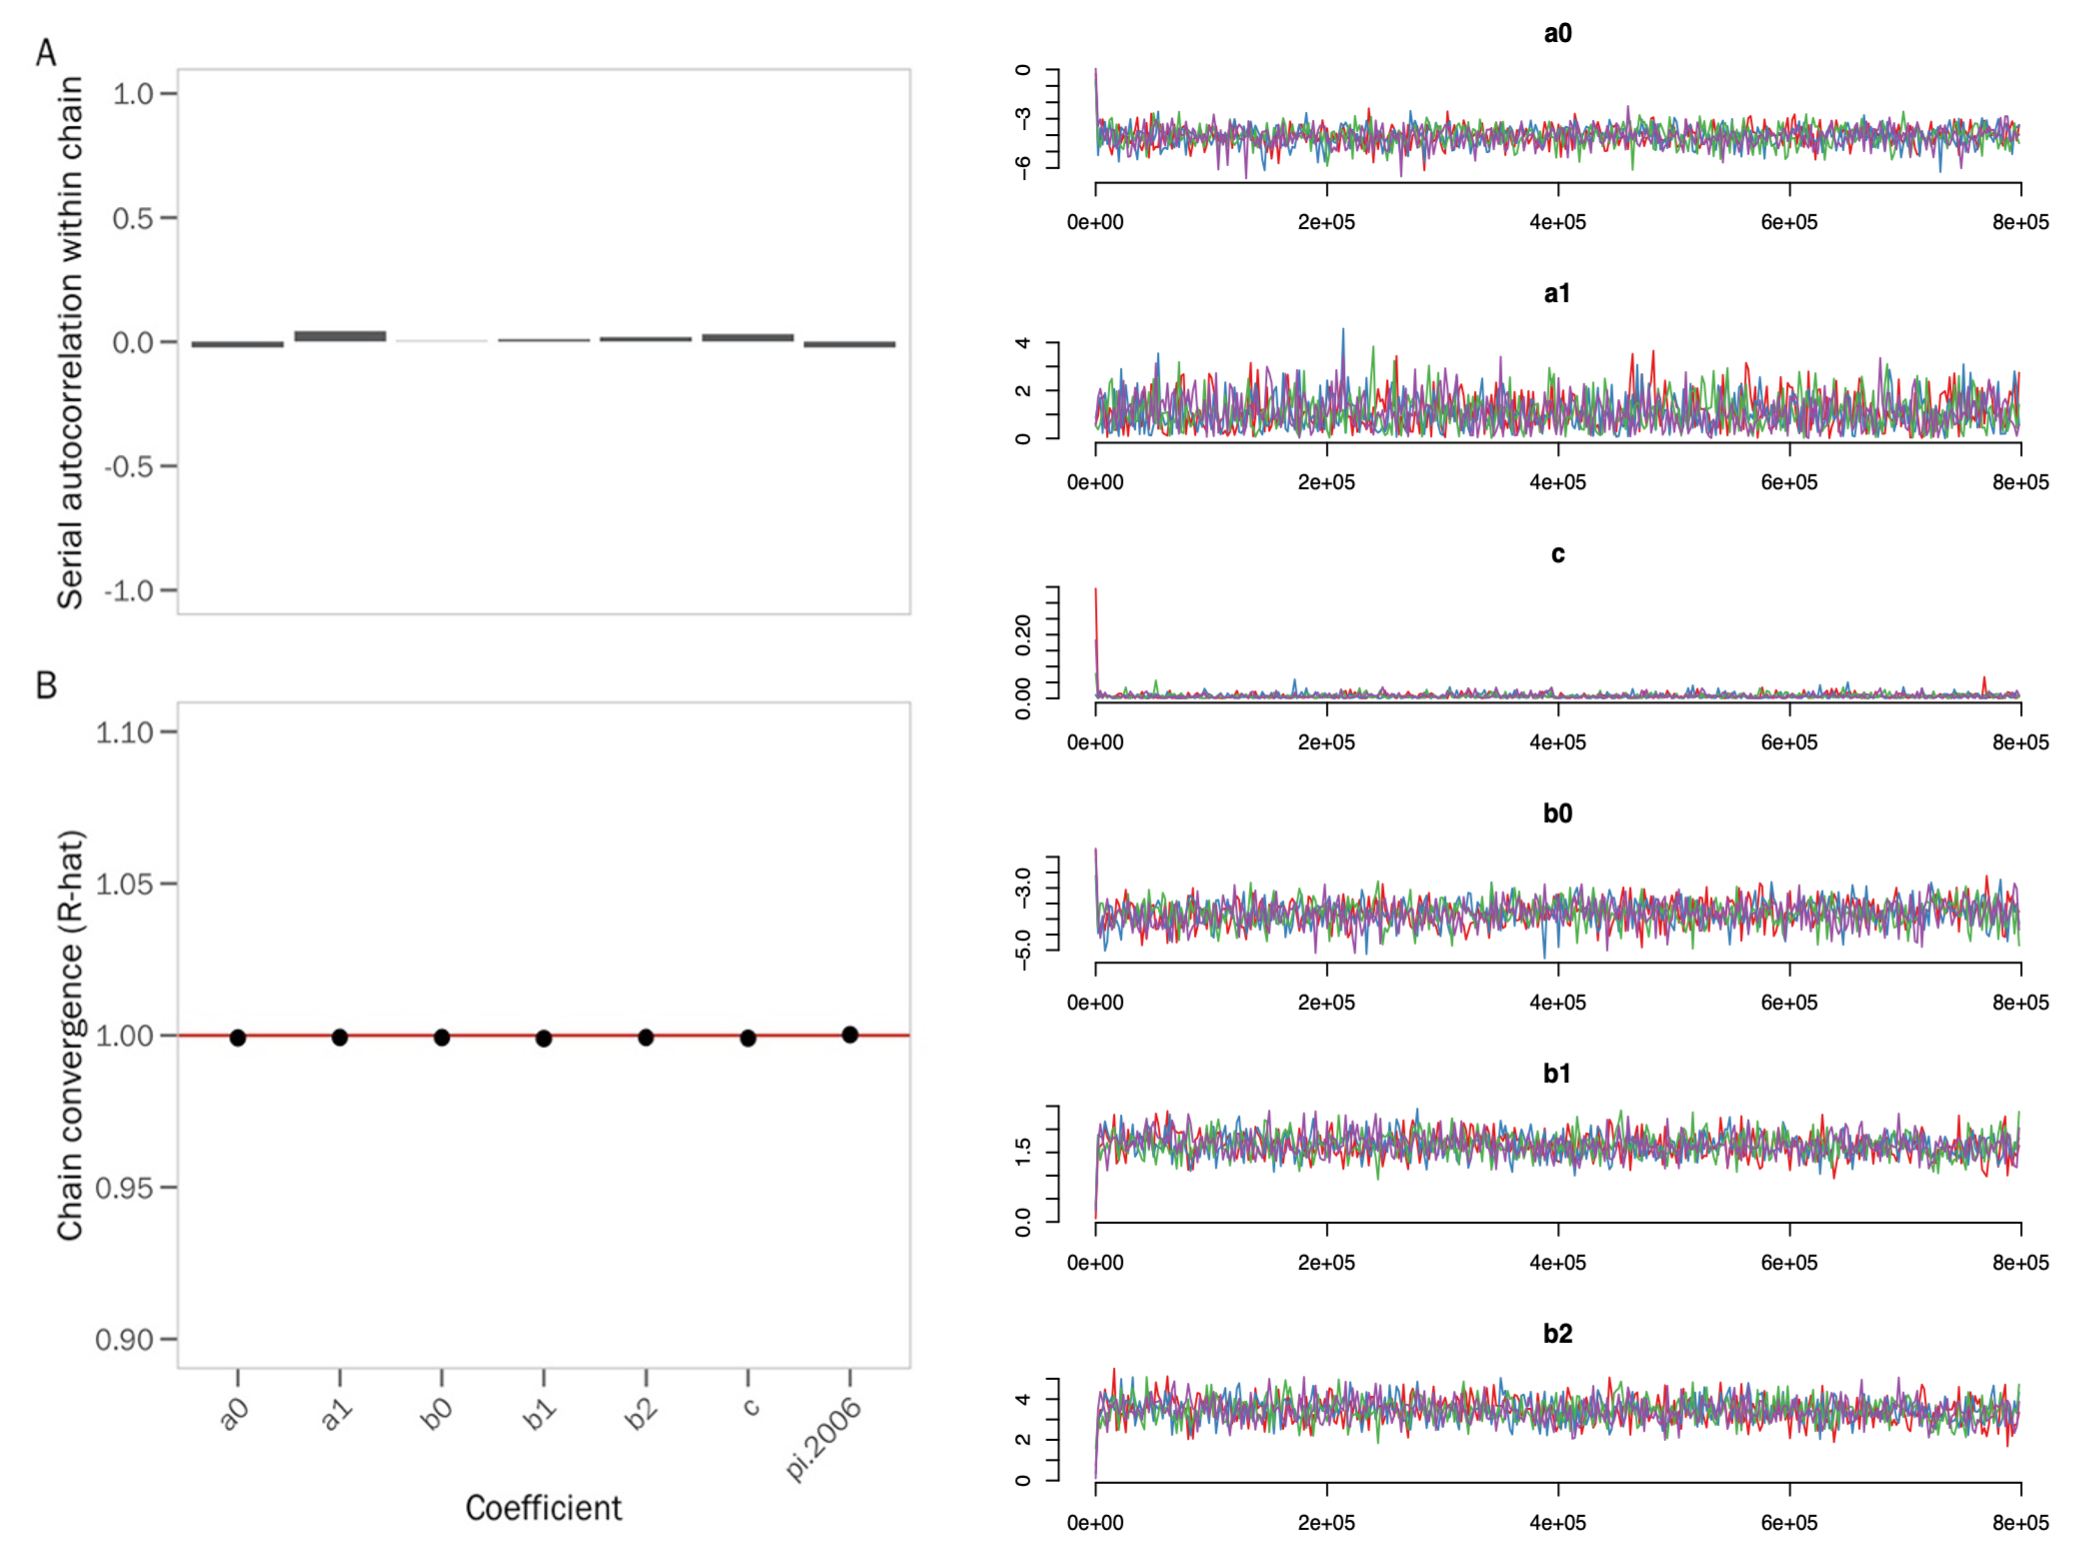 A
Serial autocorrelation within chain
1.0
0.5
0.0
-0.5
-1.0
B
Chain convergence (R-hat)
1.10
1.05
1.00
0.95
0.90
a0 a1 b0 b1 b2 c pi.2006
Coefficient
a0
0 −3 −6
0e+00 2e+05 4e+05 6e+05 8e+05
a1
4 2 0
0e+00 2e+05 4e+05 6e+05 8e+05
c
0.20 0.00
0e+00 2e+05 4e+05 6e+05 8e+05
b0
−3.0 −5.0
0e+00 2e+05 4e+05 6e+05 8e+05
b1
1.5 0.0
0e+00 2e+05 4e+05 6e+05 8e+05
b2
4 2 0
0e+00 2e+05 4e+05 6e+05 8e+05